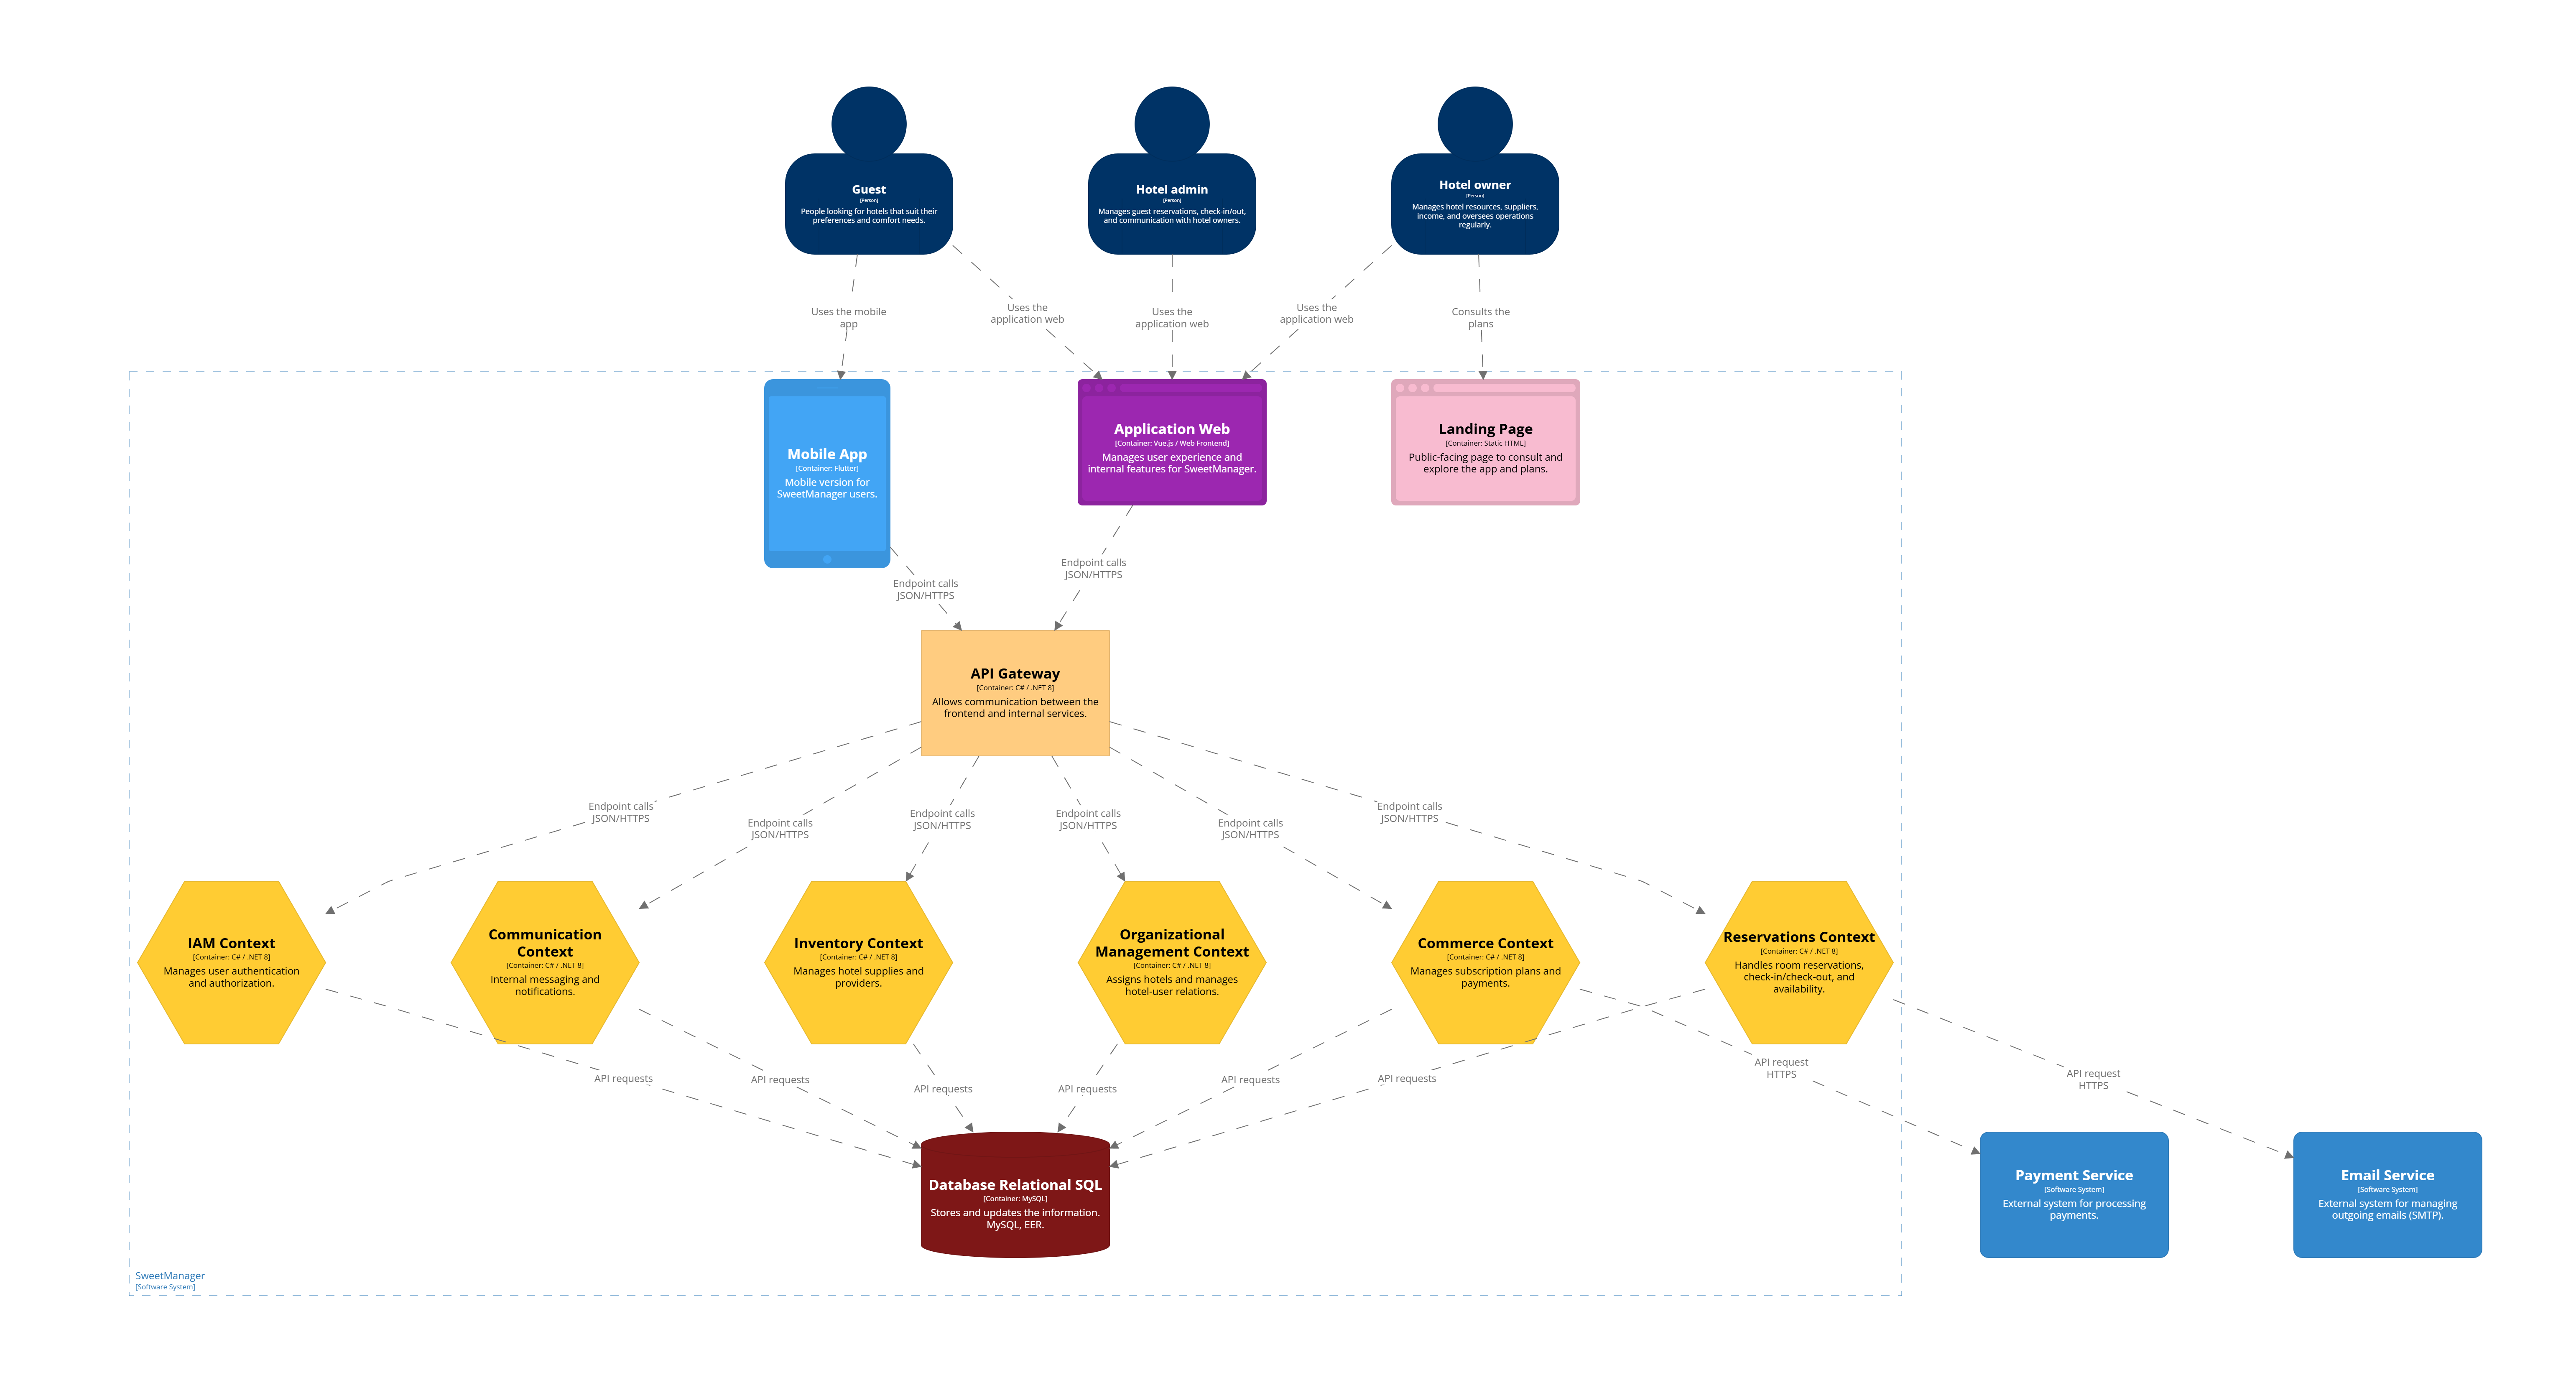 Guest
[Person]
People looking for hotels that suit their
preferences and comfort needs.
Hotel admin
[Person]
Manages guest reservations, check-in/out,
and communication with hotel owners.
Hotel owner
[Person]
Manages hotel resources, suppliers,
income, and oversees operations
regularly.
Uses the mobile
app
Uses the
application web
Uses the
application web
Uses the
application web
Consults the
plans
Mobile App
[Container: Flutter]
Mobile version for
SweetManager users.
Application Web
[Container: Vue.js / Web Frontend]
Manages user experience and
internal features for SweetManager.
Landing Page
[Container: Static HTML]
Public-facing page to consult and
explore the app and plans.
Endpoint calls
JSON/HTTPS
Endpoint calls
JSON/HTTPS
API Gateway
[Container: C# / .NET 8]
Allows communication between the
frontend and internal services.
Endpoint calls
JSON/HTTPS
Endpoint calls
JSON/HTTPS
Endpoint calls
JSON/HTTPS
Endpoint calls
JSON/HTTPS
Endpoint calls
JSON/HTTPS
Endpoint calls
JSON/HTTPS
IAM Context
[Container: C# / .NET 8]
Manages user authentication
and authorization.
Communication
Context
[Container: C# / .NET 8]
Internal messaging and
notifications.
Inventory Context
[Container: C# / .NET 8]
Manages hotel supplies and
providers.
Organizational
Management Context
[Container: C# / .NET 8]
Assigns hotels and manages
hotel-user relations.
Commerce Context
[Container: C# / .NET 8]
Manages subscription plans and
payments.
Reservations Context
[Container: C# / .NET 8]
Handles room reservations,
check-in/check-out, and
availability.
API requests
API requests
API requests
API requests
API requests
API requests
API request
HTTPS
API request
HTTPS
Database Relational SQL
[Container: MySQL]
Stores and updates the information.
MySQL, EER.
Payment Service
[Software System]
External system for processing
payments.
Email Service
[Software System]
External system for managing
outgoing emails (SMTP).
SweetManager
[Software System]